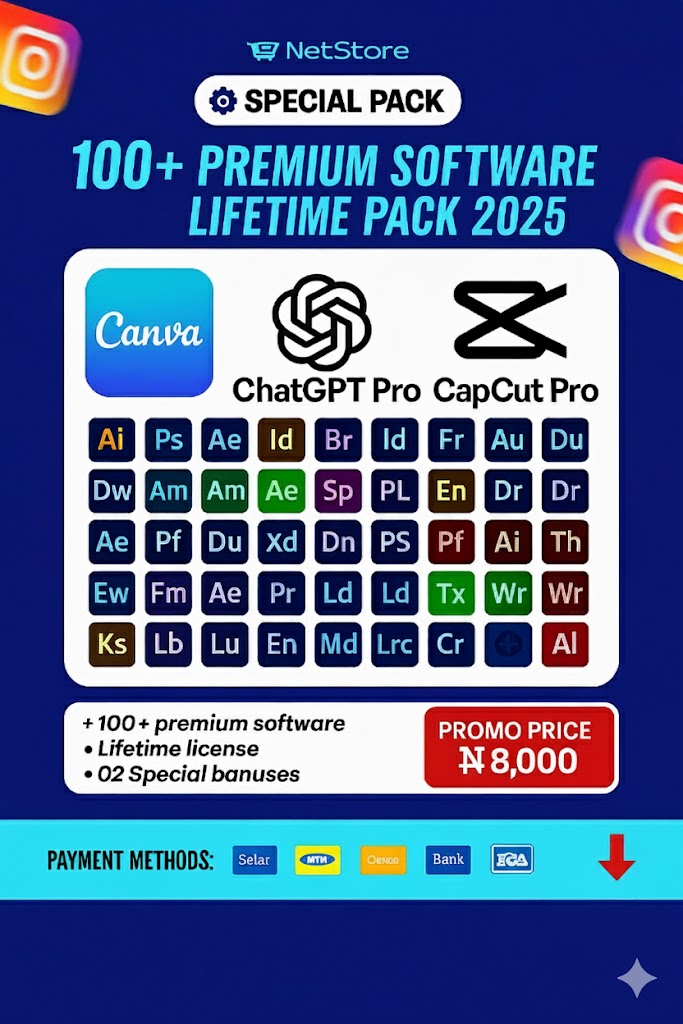 NetStore
SPECIAL PACK
100+ PREMIUM SOFTWARE
LIFETIME PACK 2025
Canva
ChatGPT Pro CapCut Pro
Ai Ps Ae Id Br Id Fr Au Du
Dw Am Am Ae Sp PL En Dr Dr
Ae Pf Du Xd Dn PS Pf Ai Th
Ew Fm Ae Pr Ld Ld Tx Wr Wr
Ks Lb Lu En Md Lrc Cr Al
+ 100+ premium software
• Lifetime license
• 02 Special banuses
PROMO PRICE
₦8,000
PAYMENT METHODS: Selar MTN Bank